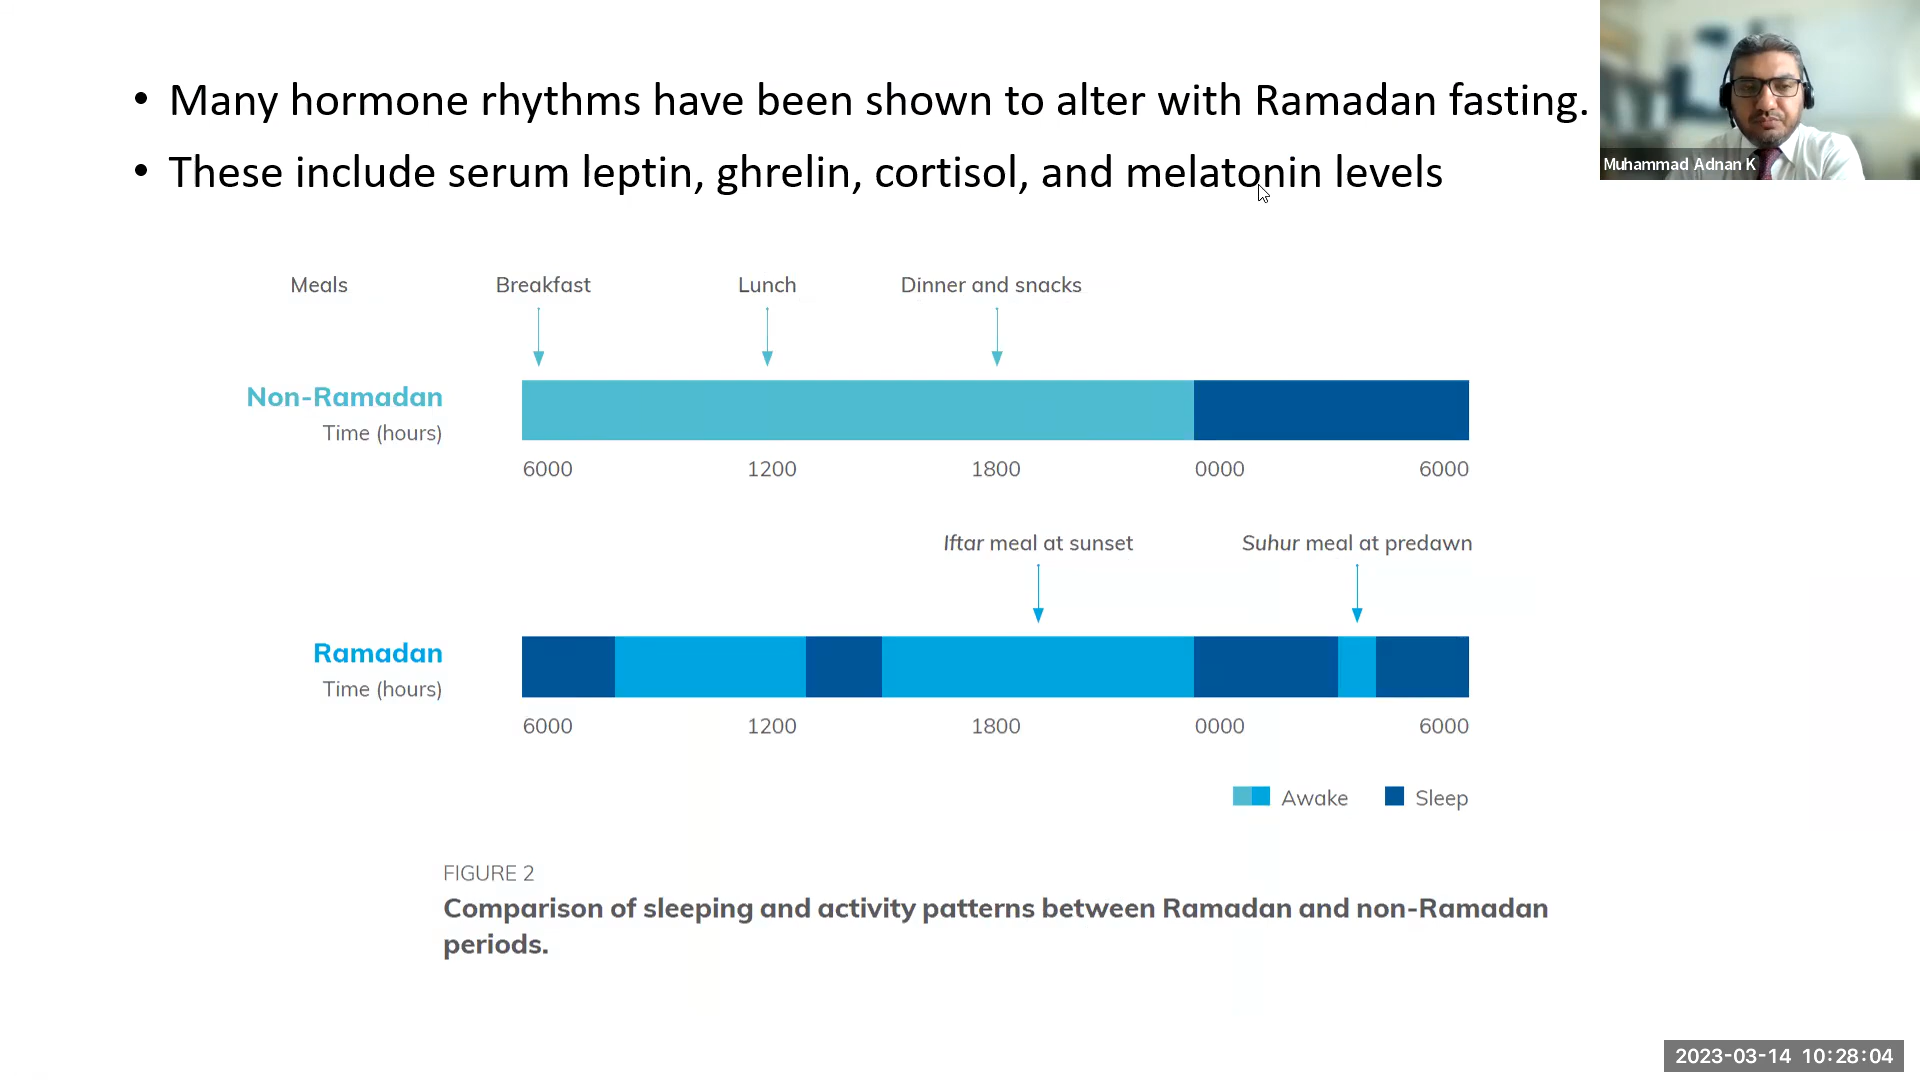 • Many hormone rhythms have been shown to alter with Ramadan fasting.
• These include serum leptin, ghrelin, cortisol, and melatonin levels
Muhammad Adnan K
Meals Breakfast Lunch Dinner and snacks
Non-Ramadan
Time (hours)
6000 1200 1800 0000 6000
Iftar meal at sunset Suhur meal at predawn
Ramadan
Time (hours)
6000 1200 1800 0000 6000
Awake Sleep
FIGURE 2
Comparison of sleeping and activity patterns between Ramadan and non-Ramadan
periods.
2023-03-14 10:28:04